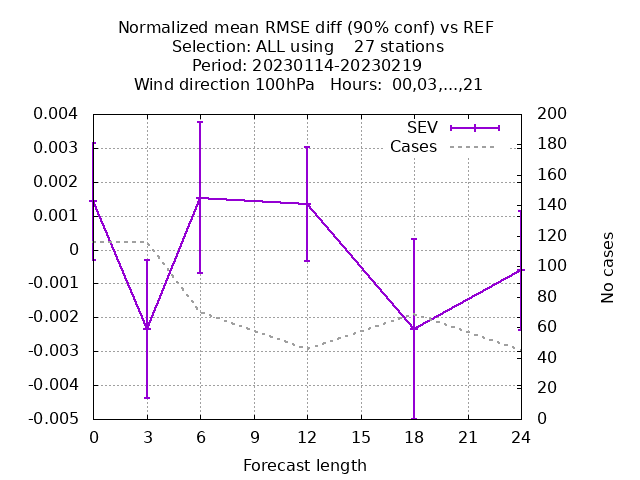 Normalized mean RMSE diff (90% conf) vs REF
Selection: ALL using    27 stations
Period: 20230114-20230219
Wind direction 100hPa   Hours:  00,03,...,21
SEV
Cases
0.004
0.003
0.002
0.001
0
-0.001
-0.002
-0.003
-0.004
-0.005
200
180
160
140
120
100
80
60
40
20
0
No cases
0 3 6 9 12 15 18 21 24
Forecast length